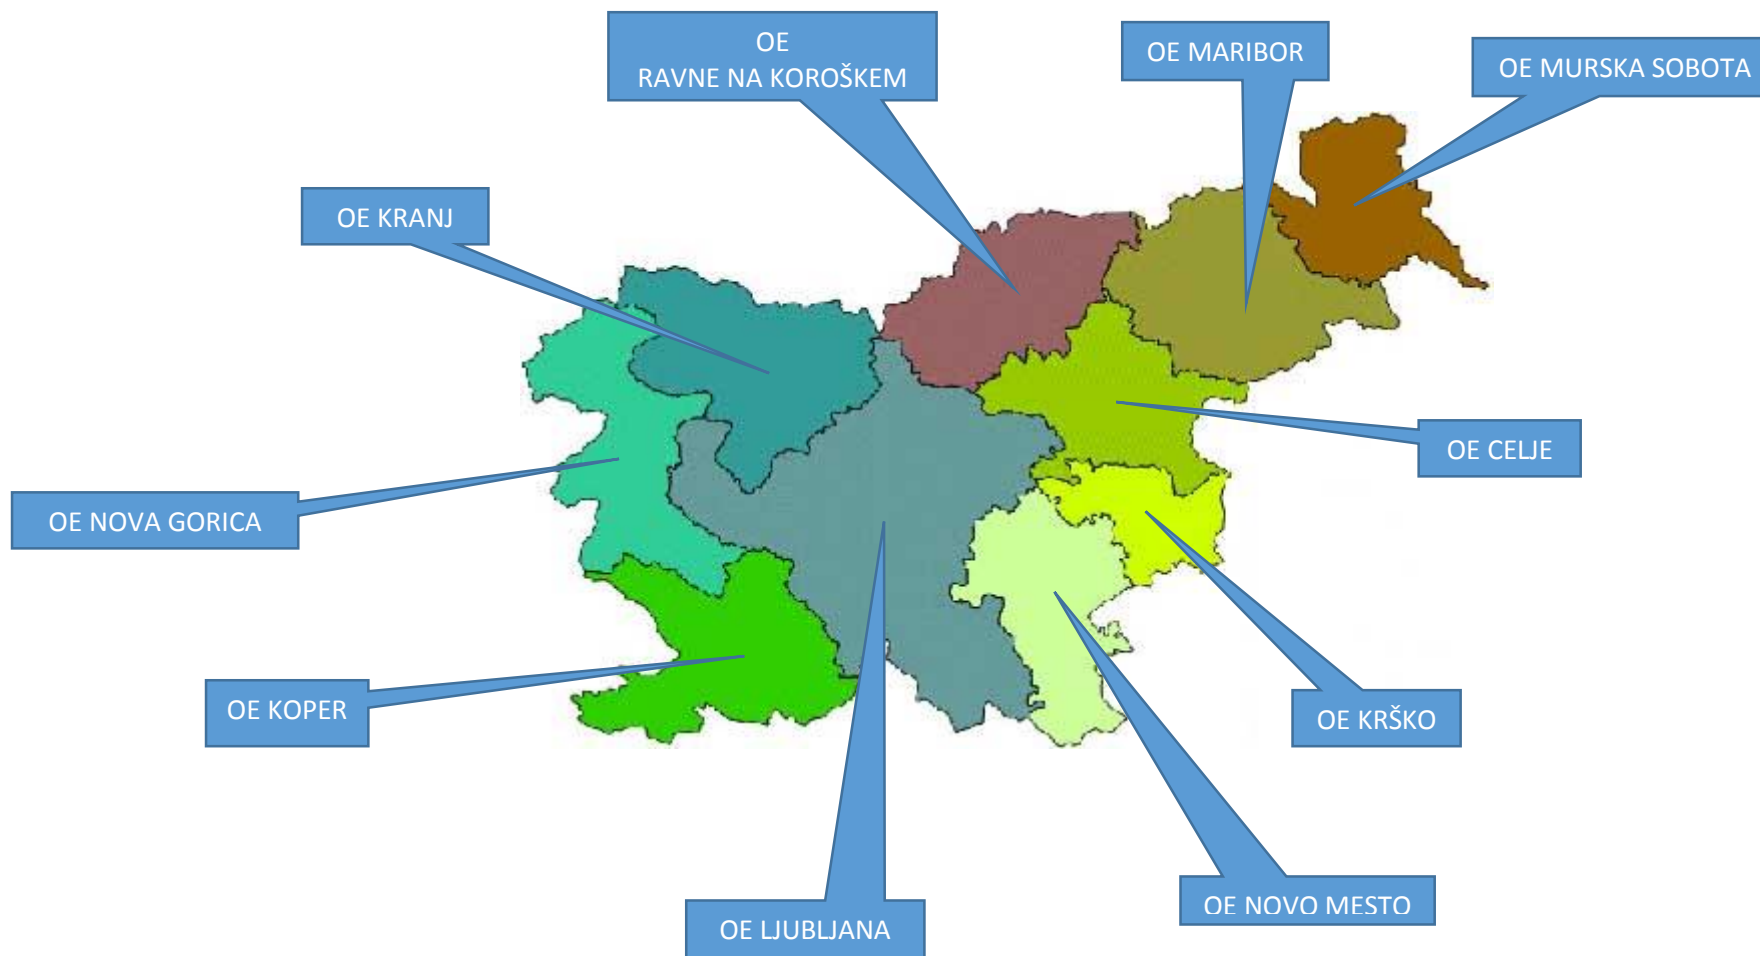 OE
RAVNE NA KOROŠKEM
OE MARIBOR
OE MURSKA SOBOTA
OE KRANJ
OE CELJE
OE NOVA GORICA
OE KOPER
OE KRŠKO
OE NOVO MESTO
OE LJUBLJANA